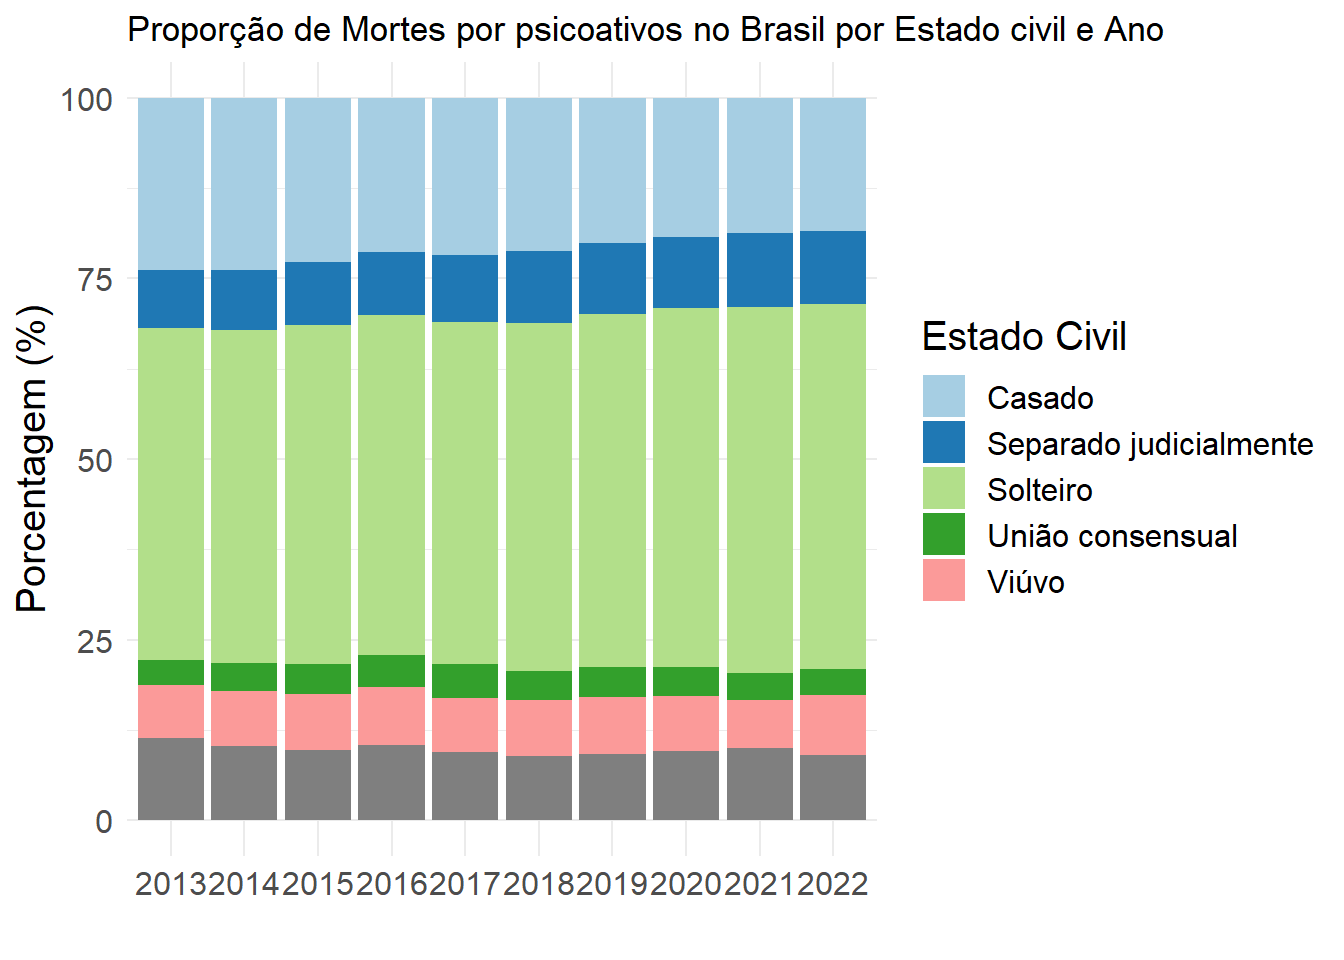 Proporção de Mortes por psicoativos no Brasil por Estado civil e Ano
Porcentagem (%)
100
75
50
25
0
2013 2014 2015 2016 2017 2018 2019 2020 2021 2022
Estado Civil
Casado
Separado judicialmente
Solteiro
União consensual
Viúvo